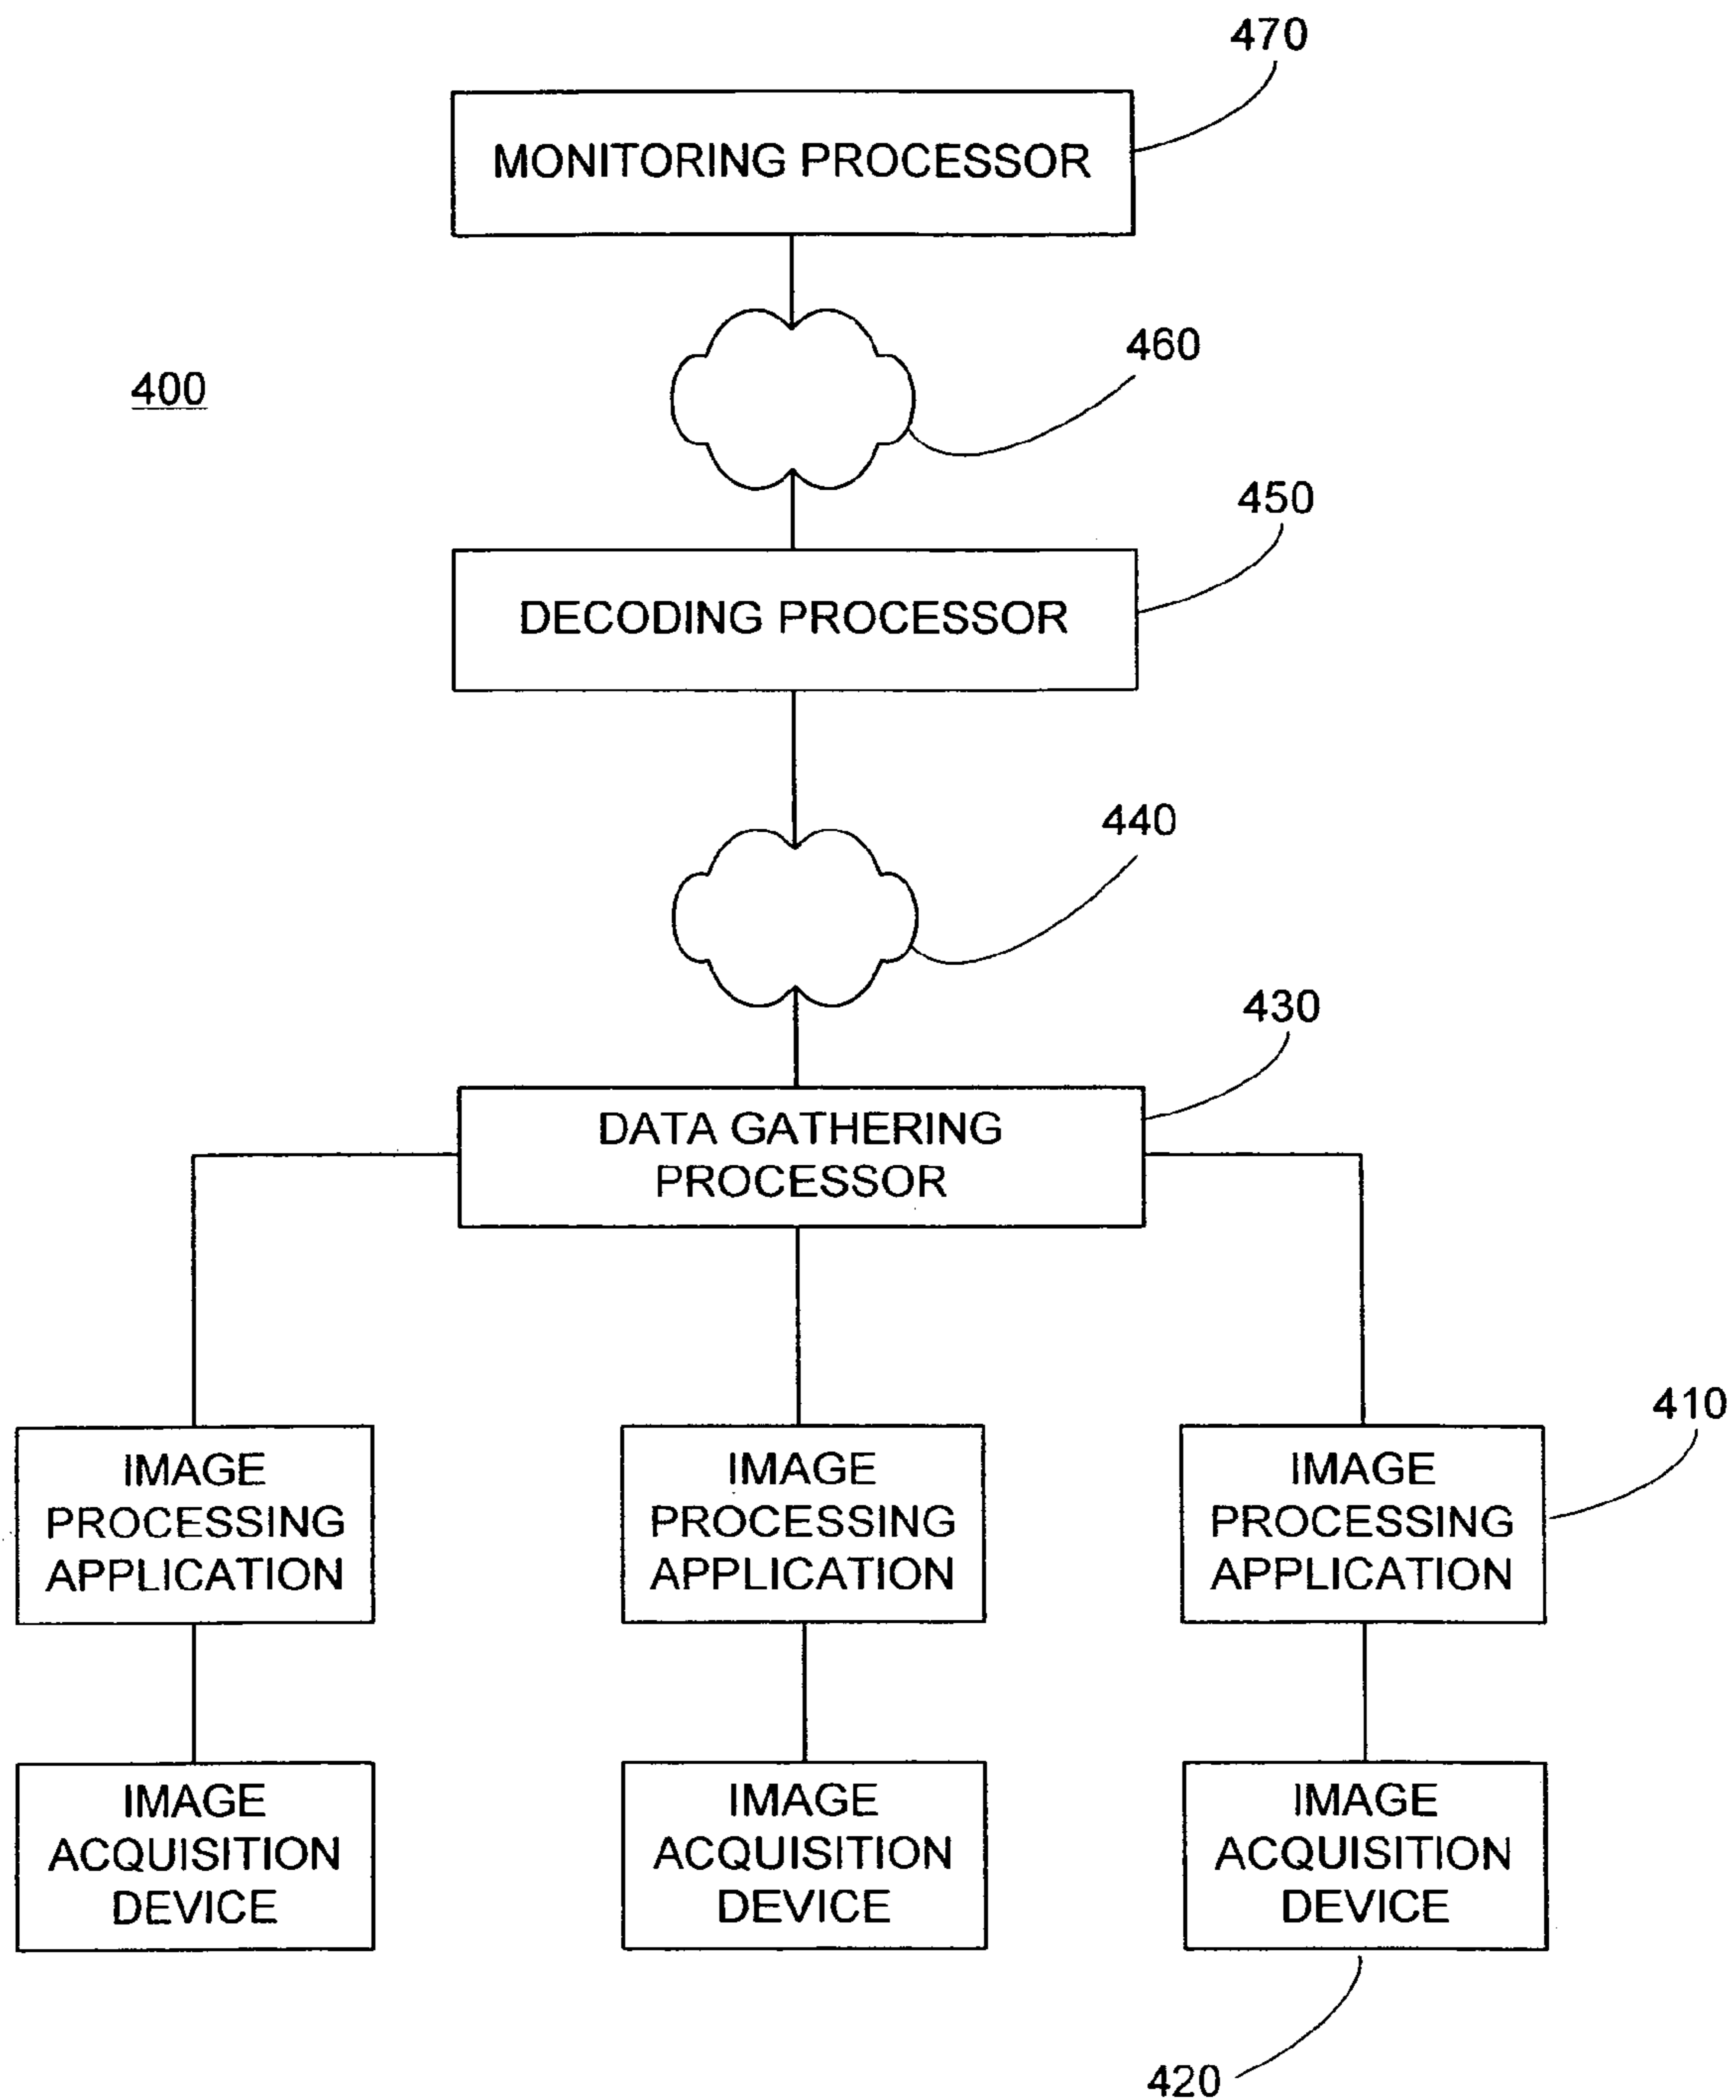 470
MONITORING PROCESSOR
460
400
450
DECODING PROCESSOR
440
430
DATA GATHERING
PROCESSOR
410
IMAGE
PROCESSING
APPLICATION
IMAGE
PROCESSING
APPLICATION
IMAGE
PROCESSING
APPLICATION
IMAGE
ACQUISITION
DEVICE
IMAGE
ACQUISITION
DEVICE
IMAGE
ACQUISITION
DEVICE
420